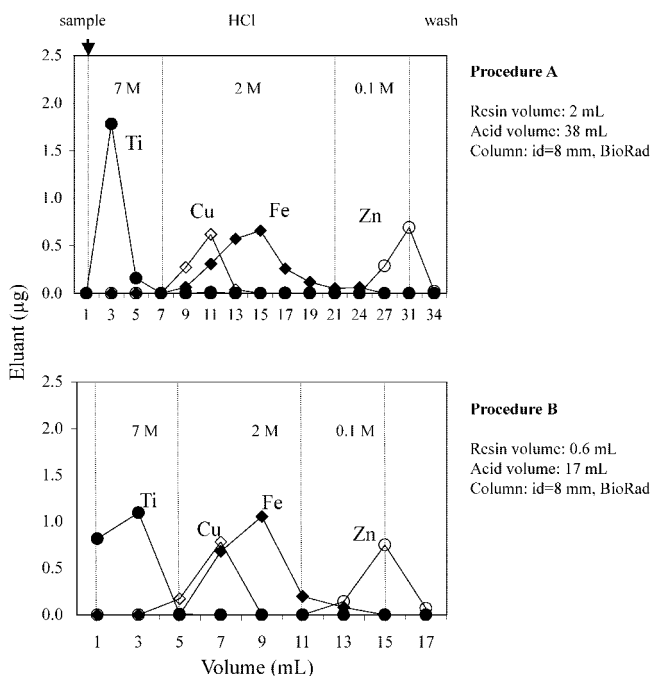 sample HCl wash
2.5 7 M 2 M 0.1 M
2.0
1.5
1.0
0.5
0.0
Ti Cu Fe Zn
1 3 5 7 9 11 13 15 17 19 21 24 27 31 34
Procedure A
Resin volume: 2 mL
Acid volume: 38 mL
Column: id=8 mm, BioRad
Eluant (μg)
2.5 7 M 2 M 0.1 M
2.0
1.5
1.0
0.5
0.0
Ti Cu Fe Zn
1 3 5 7 9 11 13 15 17
Volume (mL)
Procedure B
Resin volume: 0.6 mL
Acid volume: 17 mL
Column: id=8 mm, BioRad